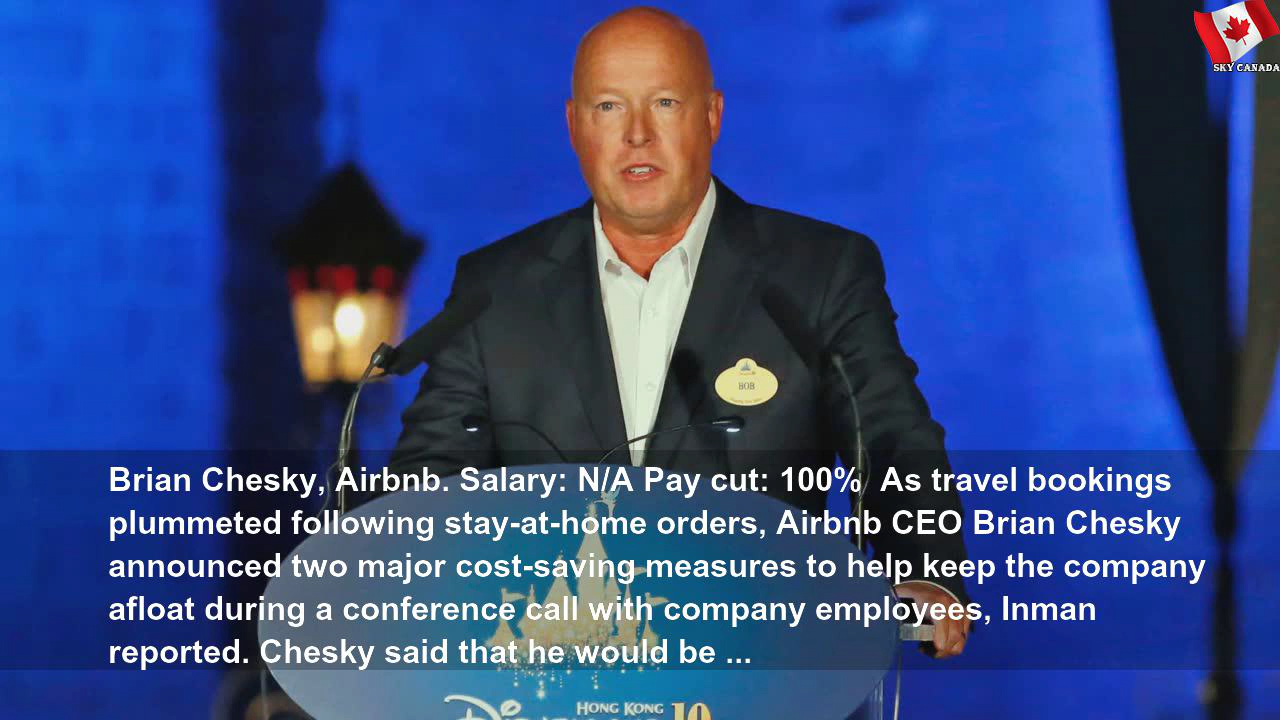 SKY CANADA
BOB
Brian Chesky, Airbnb. Salary: N/A Pay cut: 100%  As travel bookings
plummeted following stay-at-home orders, Airbnb CEO Brian Chesky
announced two major cost-saving measures to help keep the company
afloat during a conference call with company employees, Inman
reported. Chesky said that he would be ...
HONG KONG
10